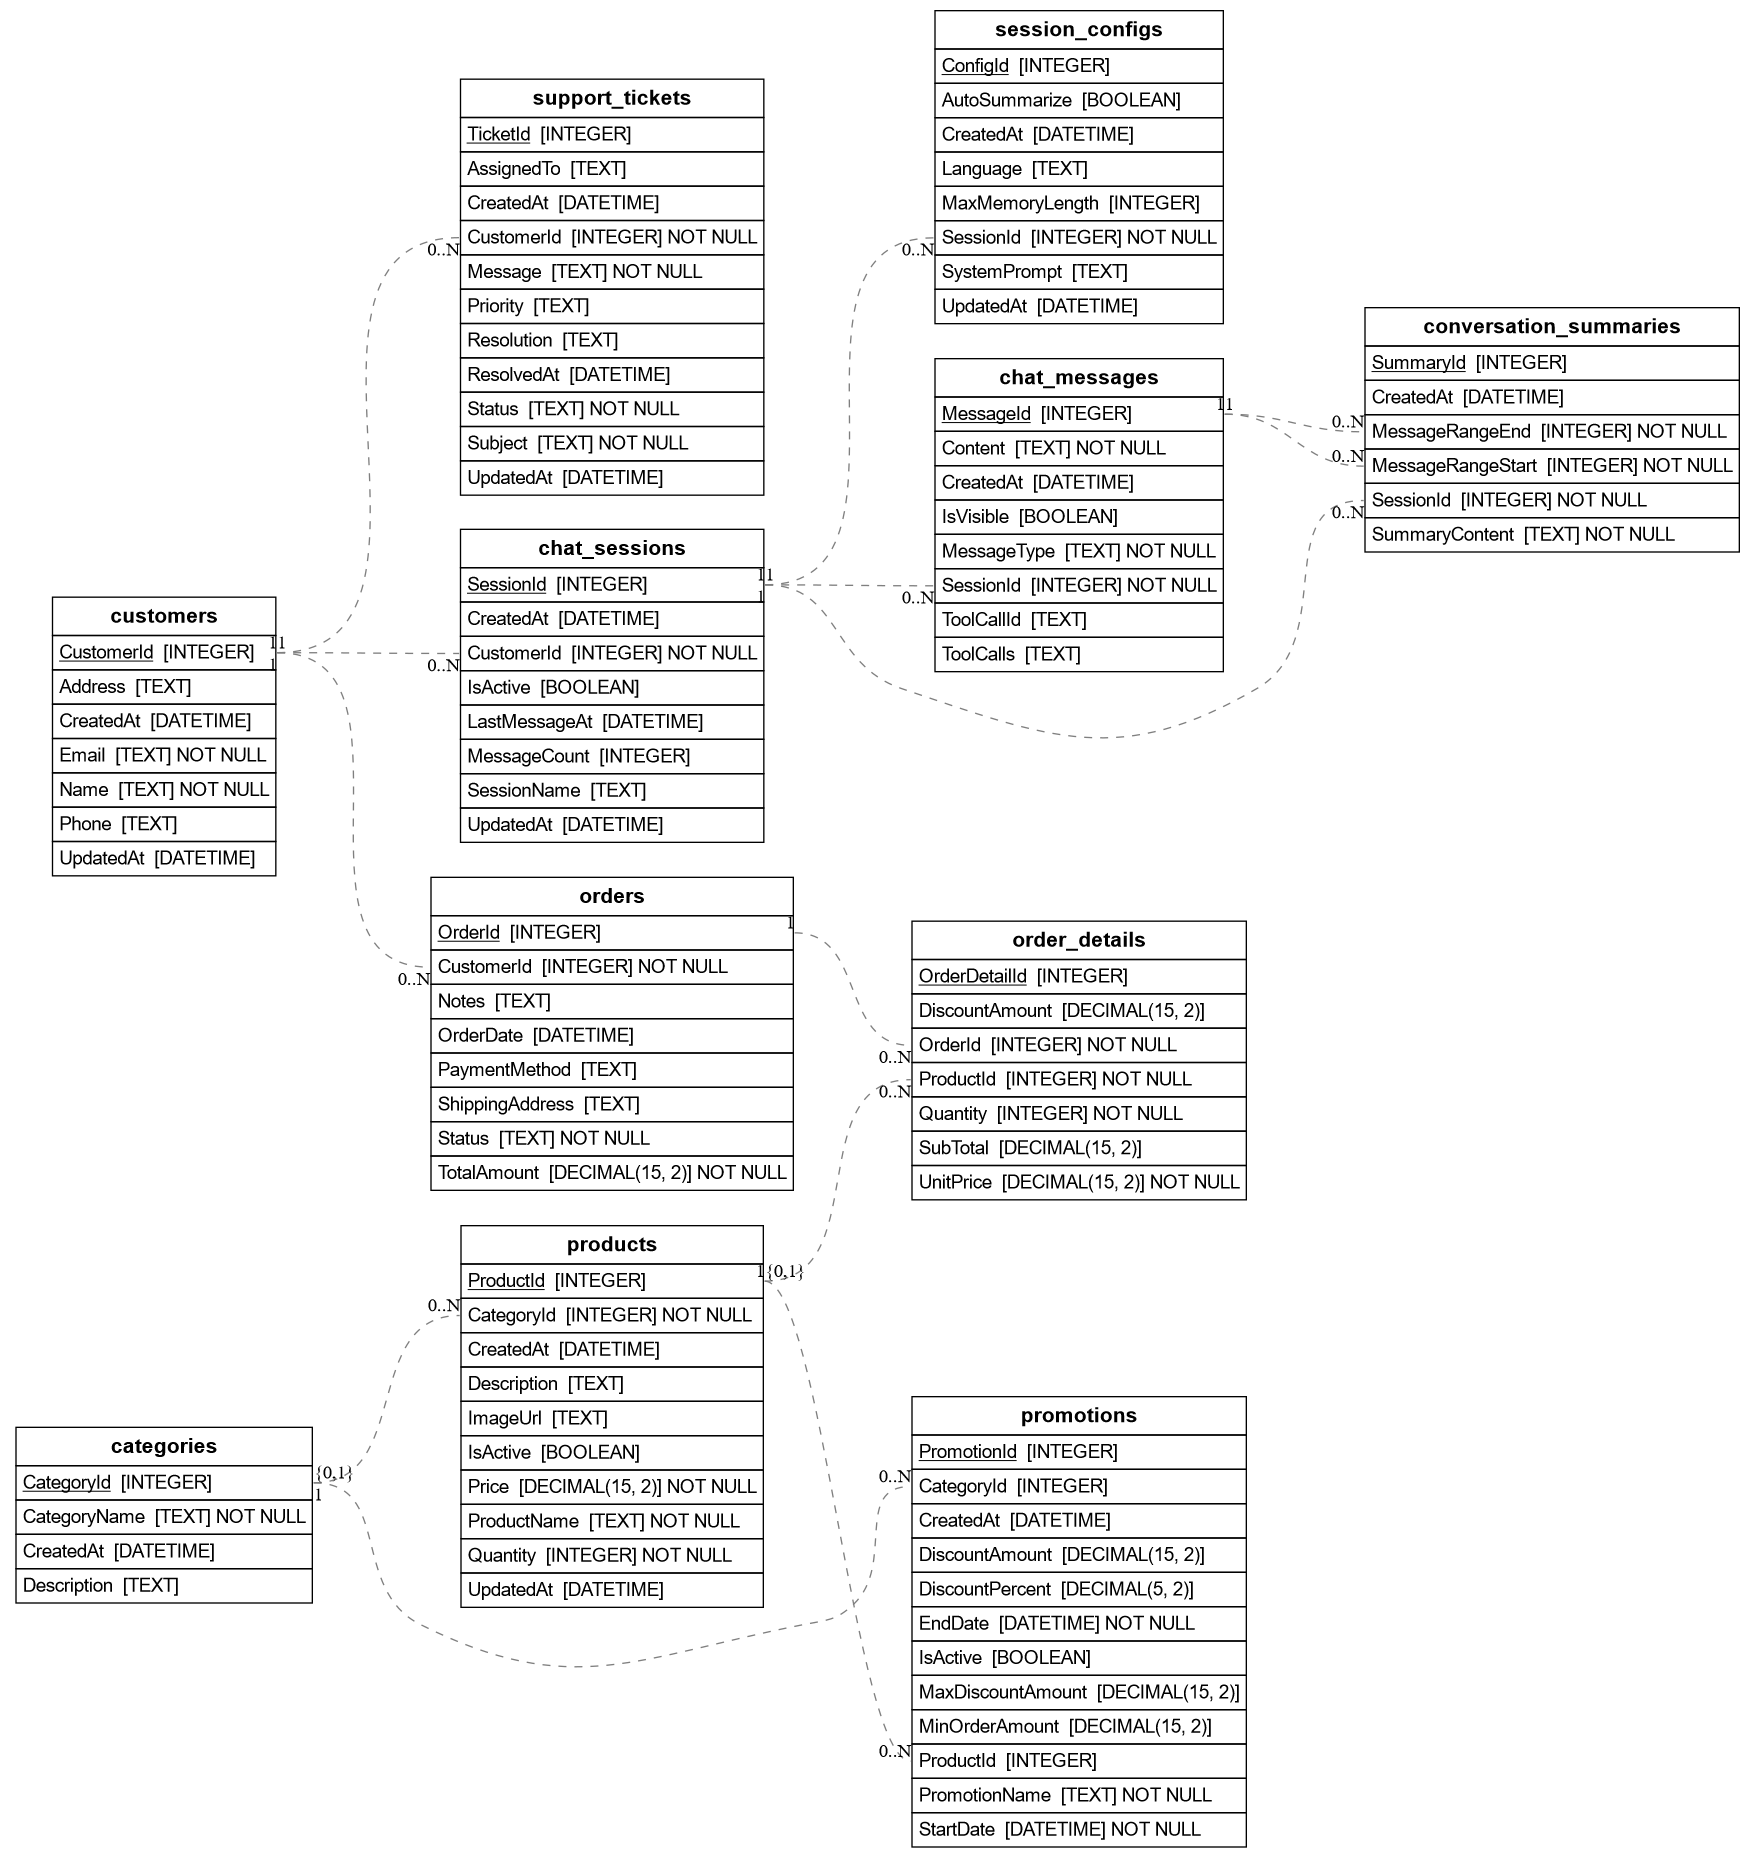 session_configs
ConfigId [INTEGER]
AutoSummarize [BOOLEAN]
CreatedAt [DATETIME]
Language [TEXT]
MaxMemoryLength [INTEGER]
SessionId [INTEGER] NOT NULL
SystemPrompt [TEXT]
UpdatedAt [DATETIME]
0..N
support_tickets
TicketId [INTEGER]
AssignedTo [TEXT]
CreatedAt [DATETIME]
CustomerId [INTEGER] NOT NULL
Message [TEXT] NOT NULL
Priority [TEXT]
Resolution [TEXT]
ResolvedAt [DATETIME]
Status [TEXT] NOT NULL
Subject [TEXT] NOT NULL
UpdatedAt [DATETIME]
0..N
conversation_summaries
SummaryId [INTEGER]
CreatedAt [DATETIME]
MessageRangeEnd [INTEGER] NOT NULL
MessageRangeStart [INTEGER] NOT NULL
SessionId [INTEGER] NOT NULL
SummaryContent [TEXT] NOT NULL
0..N
0..N
0..N
chat_messages
MessageId [INTEGER]
Content [TEXT] NOT NULL
CreatedAt [DATETIME]
IsVisible [BOOLEAN]
MessageType [TEXT] NOT NULL
SessionId [INTEGER] NOT NULL
ToolCallId [TEXT]
ToolCalls [TEXT]
11
0..N
chat_sessions
SessionId [INTEGER]
CreatedAt [DATETIME]
CustomerId [INTEGER] NOT NULL
IsActive [BOOLEAN]
LastMessageAt [DATETIME]
MessageCount [INTEGER]
SessionName [TEXT]
UpdatedAt [DATETIME]
11
1
0..N
customers
CustomerId [INTEGER]
Address [TEXT]
CreatedAt [DATETIME]
Email [TEXT] NOT NULL
Name [TEXT] NOT NULL
Phone [TEXT]
UpdatedAt [DATETIME]
11
1
orders
OrderId [INTEGER]
CustomerId [INTEGER] NOT NULL
Notes [TEXT]
OrderDate [DATETIME]
PaymentMethod [TEXT]
ShippingAddress [TEXT]
Status [TEXT] NOT NULL
TotalAmount [DECIMAL(15, 2)] NOT NULL
1
0..N
order_details
OrderDetailId [INTEGER]
DiscountAmount [DECIMAL(15, 2)]
OrderId [INTEGER] NOT NULL
ProductId [INTEGER] NOT NULL
Quantity [INTEGER] NOT NULL
SubTotal [DECIMAL(15, 2)]
UnitPrice [DECIMAL(15, 2)] NOT NULL
0..N
0..N
products
ProductId [INTEGER]
CategoryId [INTEGER] NOT NULL
CreatedAt [DATETIME]
Description [TEXT]
ImageUrl [TEXT]
IsActive [BOOLEAN]
Price [DECIMAL(15, 2)] NOT NULL
ProductName [TEXT] NOT NULL
Quantity [INTEGER] NOT NULL
UpdatedAt [DATETIME]
1{0,1}
0..N
categories
CategoryId [INTEGER]
CategoryName [TEXT] NOT NULL
CreatedAt [DATETIME]
Description [TEXT]
{0,1}
1
promotions
PromotionId [INTEGER]
CategoryId [INTEGER]
CreatedAt [DATETIME]
DiscountAmount [DECIMAL(15, 2)]
DiscountPercent [DECIMAL(5, 2)]
EndDate [DATETIME] NOT NULL
IsActive [BOOLEAN]
MaxDiscountAmount [DECIMAL(15, 2)]
MinOrderAmount [DECIMAL(15, 2)]
ProductId [INTEGER]
PromotionName [TEXT] NOT NULL
StartDate [DATETIME] NOT NULL
0..N
0..N